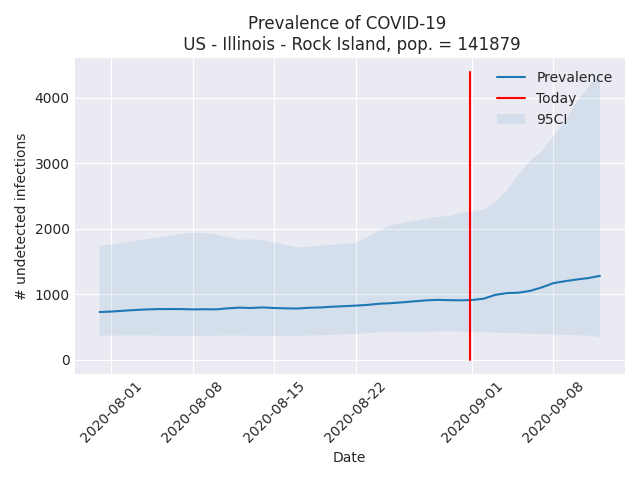 Prevalence of COVID-19
US - Illinois - Rock Island, pop. = 141879
Prevalence
Today
95CI
4000
3000
2000
1000
0
# undetected infections
2020-08-01
2020-08-08
2020-08-15
2020-08-22
2020-09-01
2020-09-08
Date